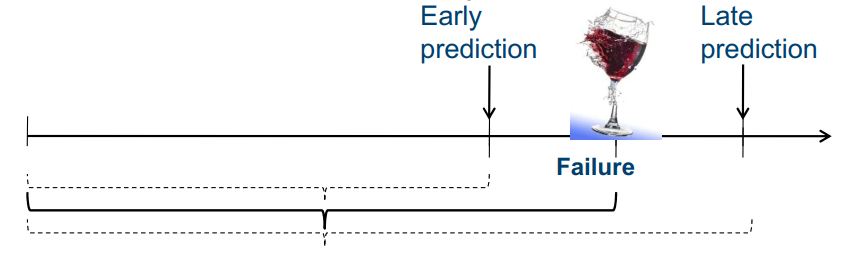 Early
prediction
Late
prediction
Failure